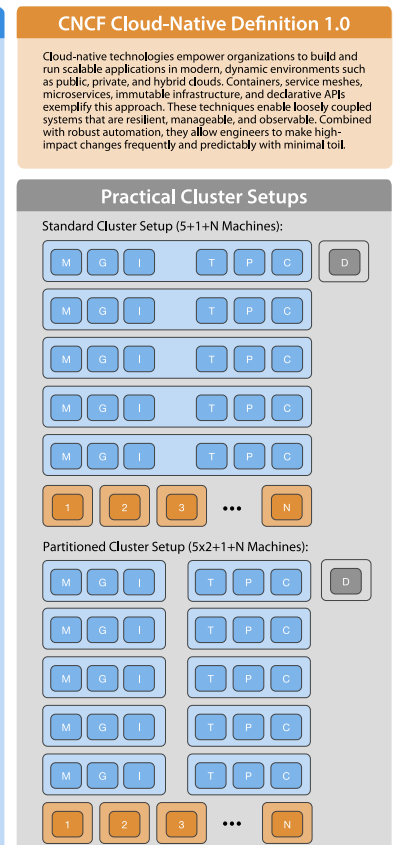 CNCF Cloud-Native Definition 1.0
Cloud-native technologies empower organizations to build and
run scalable applications in modern, dynamic environments such
as public, private, and hybrid clouds. Containers, service meshes,
microservices, immutable infrastructure, and declarative APIs
exemplify this approach. These techniques enable loosely coupled
systems that are resilient, manageable, and observable. Combined
with robust automation, they allow engineers to make high-
impact changes frequently and predictably with minimal toil.
Practical Cluster Setups
Standard Cluster Setup (5+1+N Machines):
M G I T P C D
M G I T P C
M G I T P C
M G I T P C
M G I T P C
1 2 3 ••• N
Partitioned Cluster Setup (5x2+1+N Machines):
M G I T P C D
M G I T P C
M G I T P C
M G I T P C
M G I T P C
1 2 3 ••• N